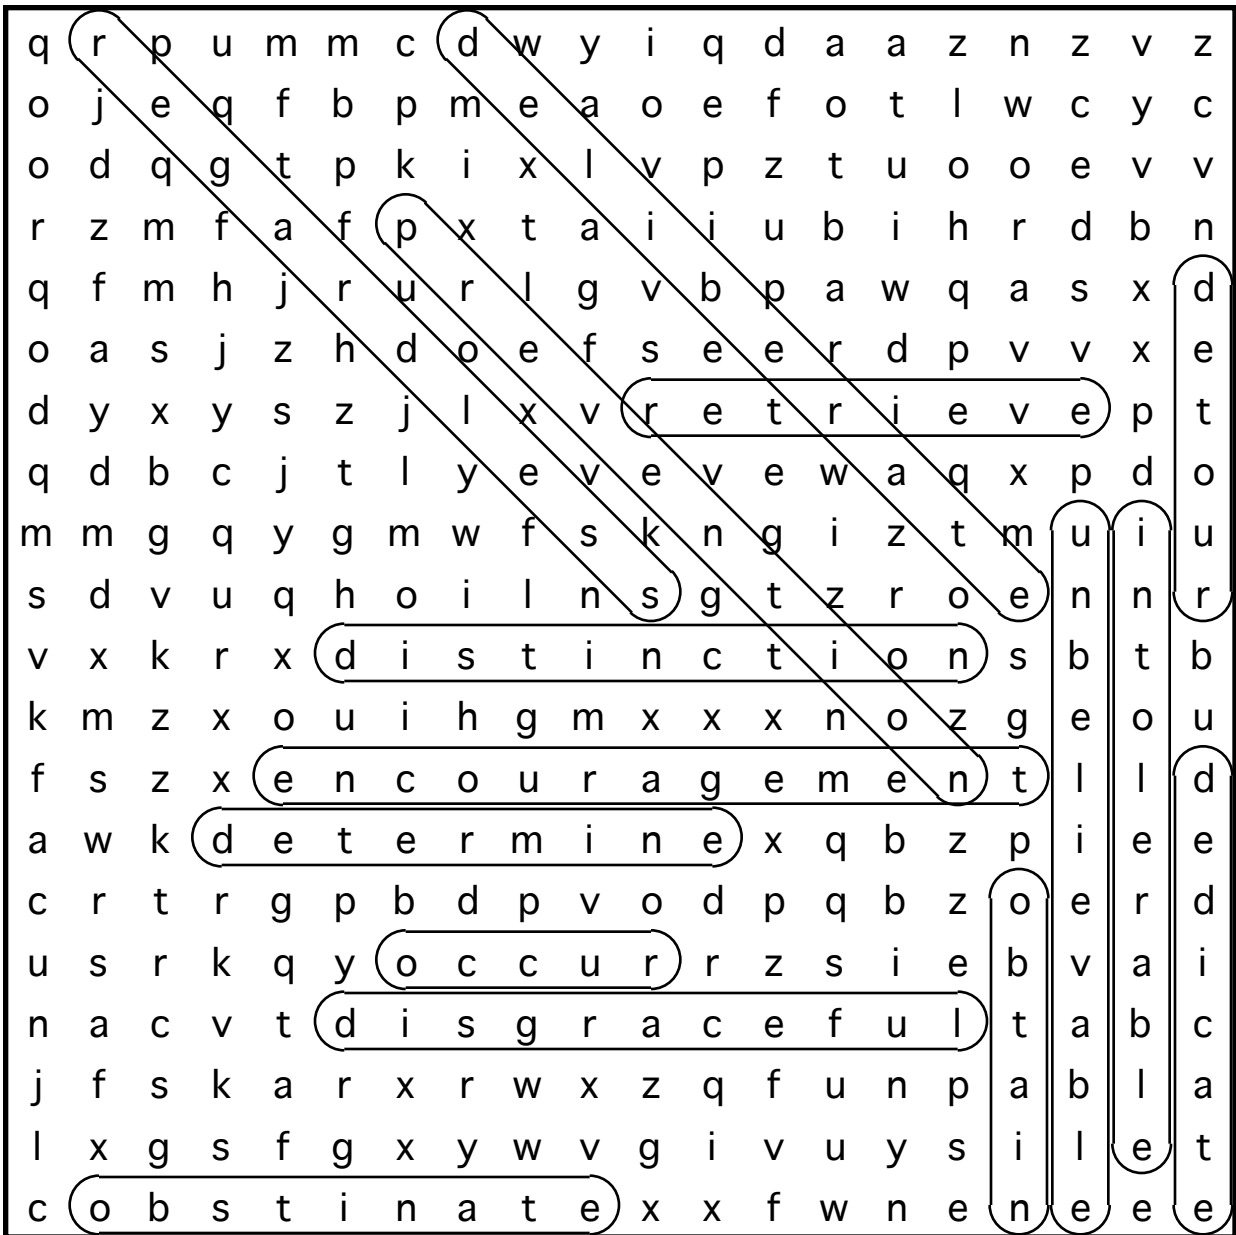 q r p u m m c d w y i q d a a z n z v z
o j e q f b p m e a o e f o t l w c y c
o d q g t p k i x l v p z t u o o e v v
r z m f a f p x t a i i u b i h r d b n
q f m h j r u r l g v b p a w q a s x d
o a s j z h d o e f s e e r d p v v x e
d y x y s z j l x v r e t r i e v e p t
q d b c j t l y e v e v e w a q x p d o
m m g q y g m w f s k n g i z t m u i u
s d v u q h o i l n s g t z r o e n n r
v x k r x d i s t i n c t i o n s b t b
k m z x o u i h g m x x x n o z g e o u
f s z x e n c o u r a g e m e n t l l d
a w k d e t e r m i n e x q b z p i e e
c r t r g p b d p v o d p q b z o e r d
u s r k q y o c c u r r z s i e b v a i
n a c v t d i s g r a c e f u l t a b c
j f s k a r x r w x z q f u n p a b l a
l x g s f g x y w v g i v u y s i l e t
c o b s t i n a t e x x f w n e n e e e